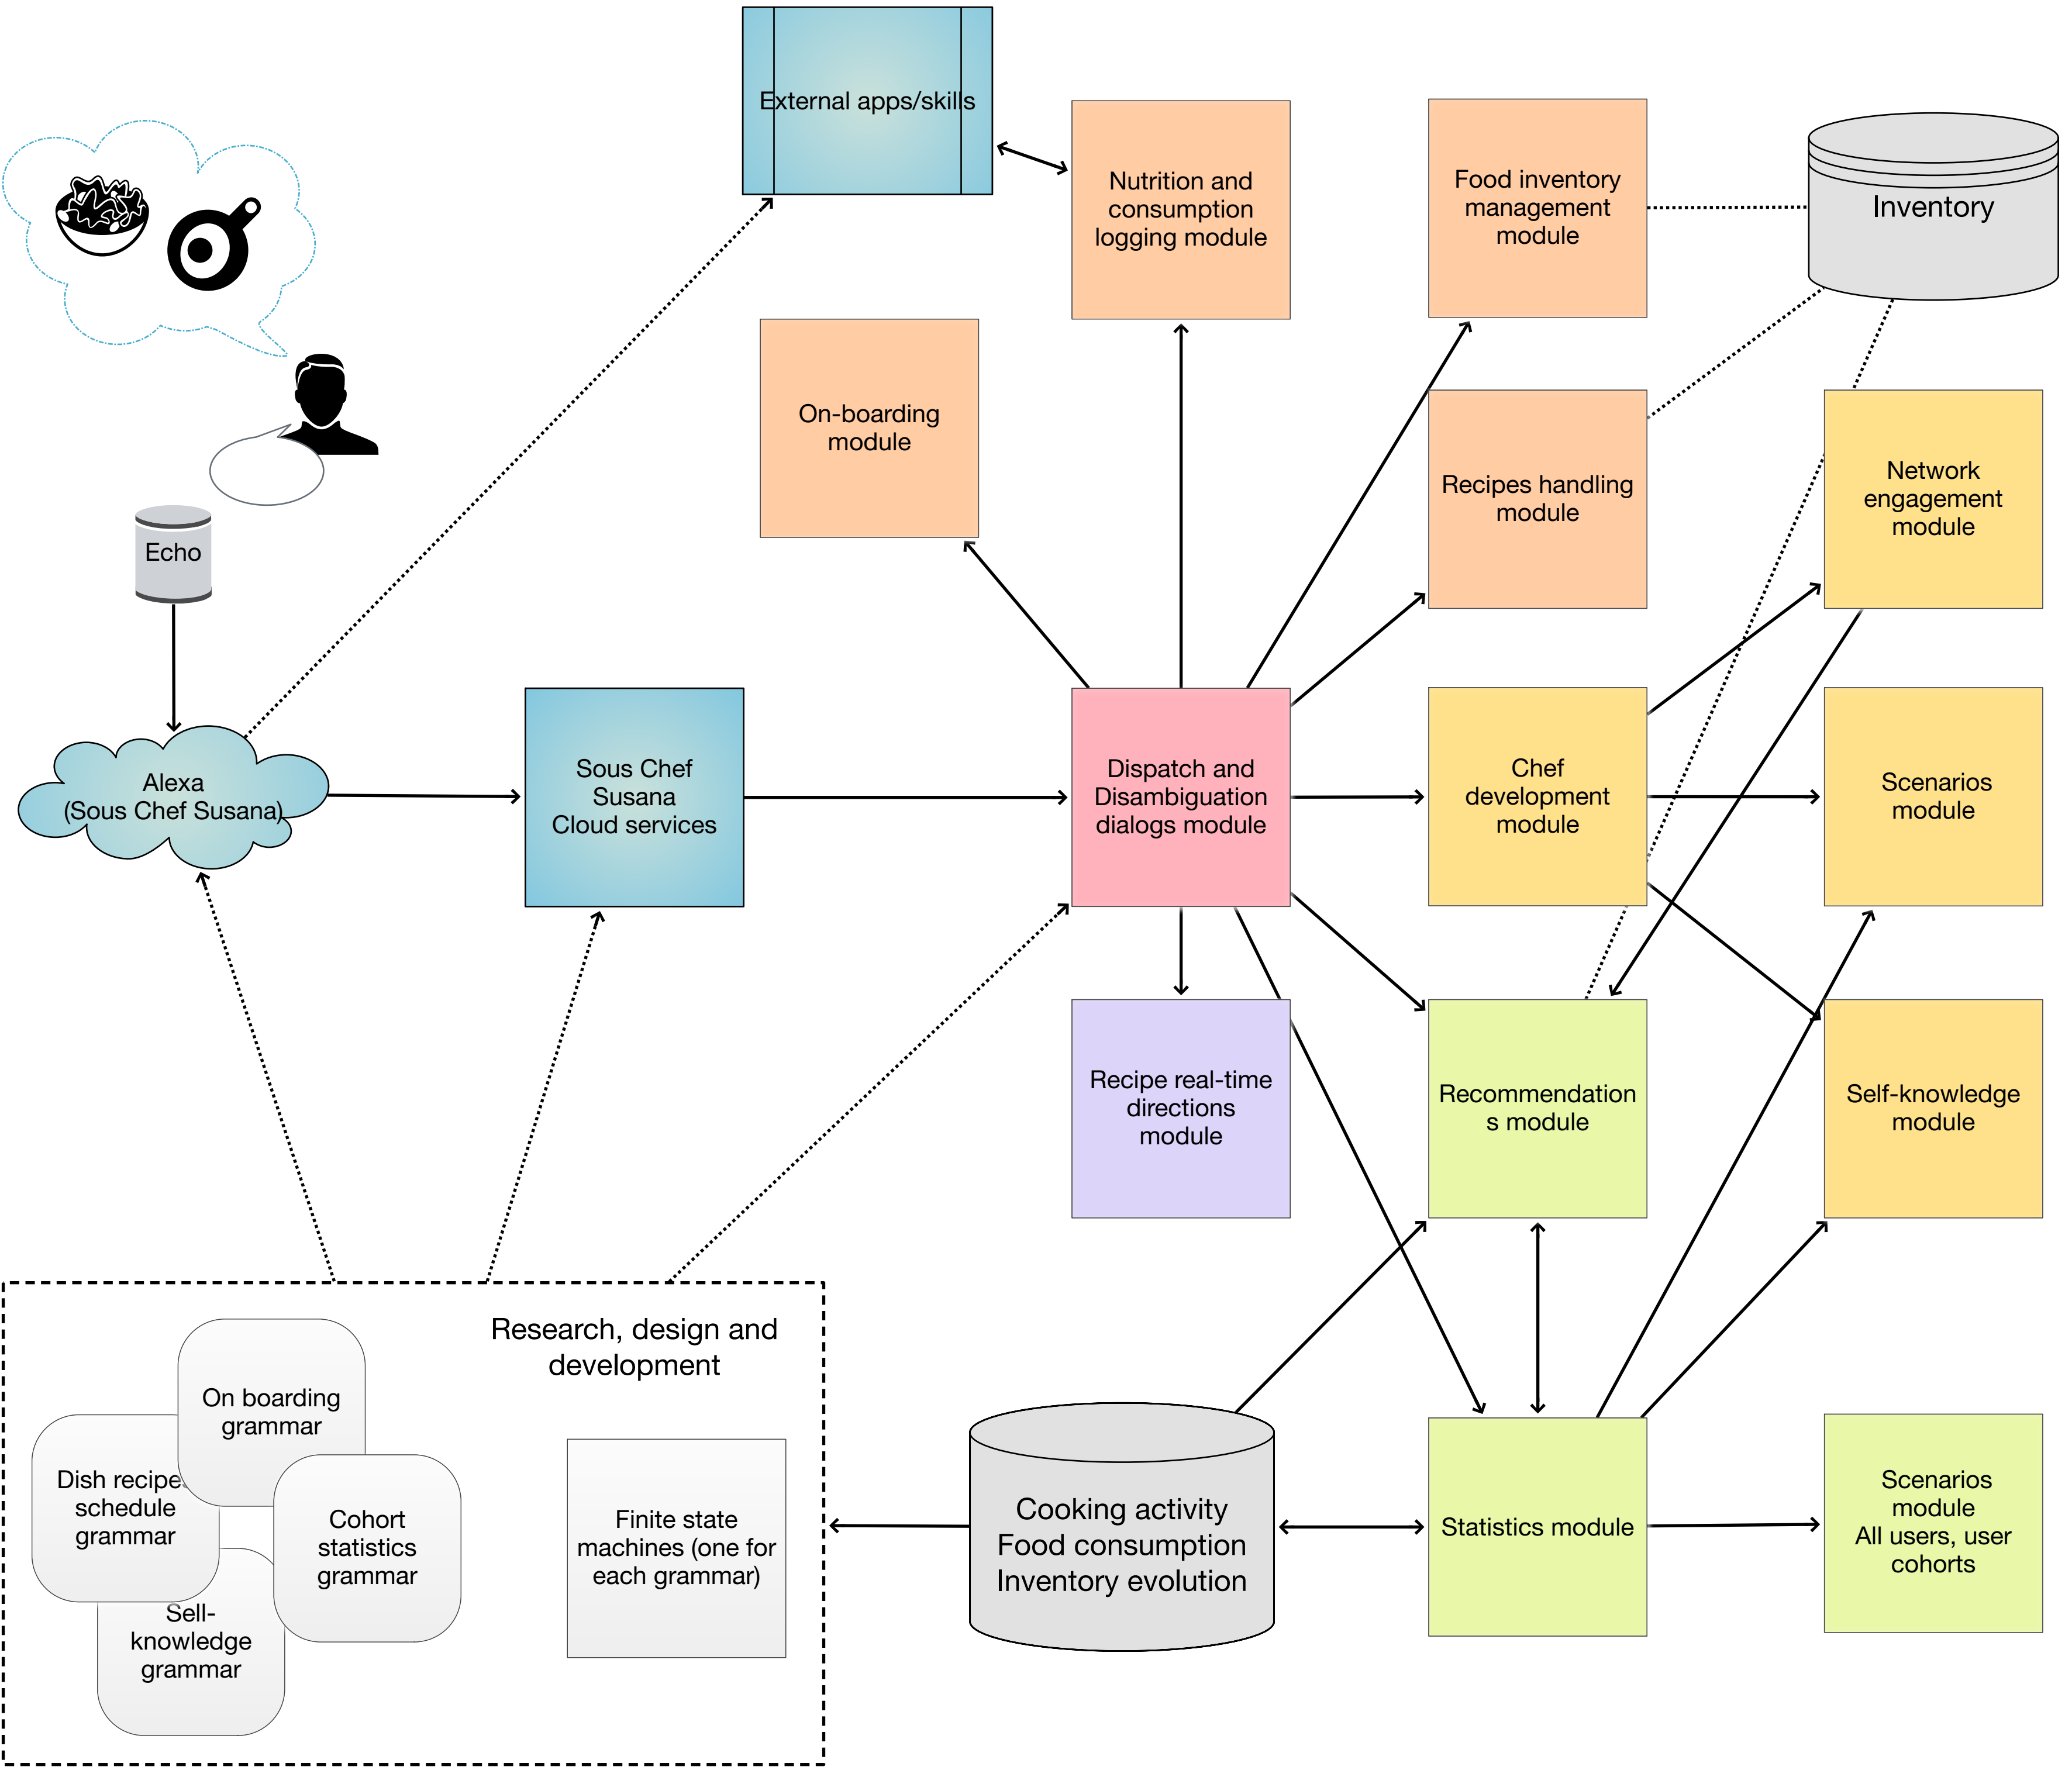 External apps/skills
Nutrition and
consumption
logging module
Food inventory
management
module
Inventory
On-boarding
module
Recipes handling
module
Network
engagement
module
Echo
Alexa
(Sous Chef Susana)
Sous Chef
Susana
Cloud services
Dispatch and
Disambiguation
dialogs module
Chef
development
module
Scenarios
module
Recipe real-time
directions
module
Recommendation
s module
Self-knowledge
module
Research, design and
development
On boarding
grammar
Dish recipe
schedule
grammar
Cohort
statistics
grammar
Sell-
knowledge
grammar
Finite state
machines (one for
each grammar)
Cooking activity
Food consumption
Inventory evolution
Statistics module
Scenarios
module
All users, user
cohorts